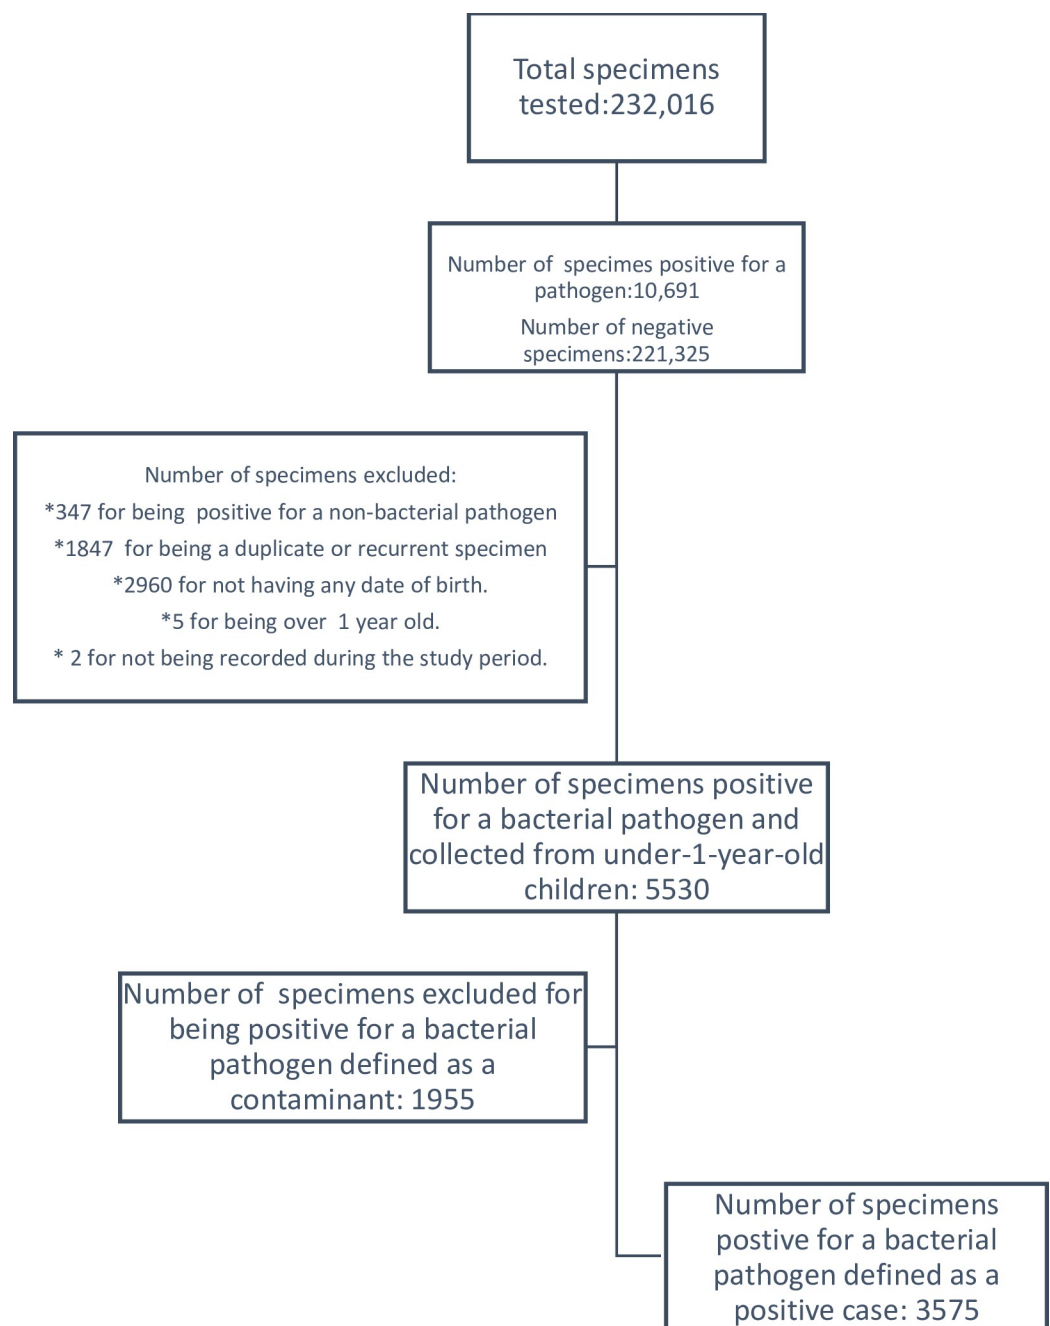 Total specimens
tested:232,016
Number of  specimes positive for a
pathogen:10,691
Number of negative
specimens:221,325
Number of specimens excluded:
*347 for being  positive for a non-bacterial pathogen
*1847  for being a duplicate or recurrent specimen
*2960 for not having any date of birth.
*5 for being over  1 year old.
* 2 for not being recorded during the study period.
Number of specimens positive
for a bacterial pathogen and
collected from under-1-year-old
children: 5530
Number of  specimens excluded for
being positive for a bacterial
pathogen defined as a
contaminant: 1955
Number of specimens
postive for a bacterial
pathogen defined as a
positive case: 3575